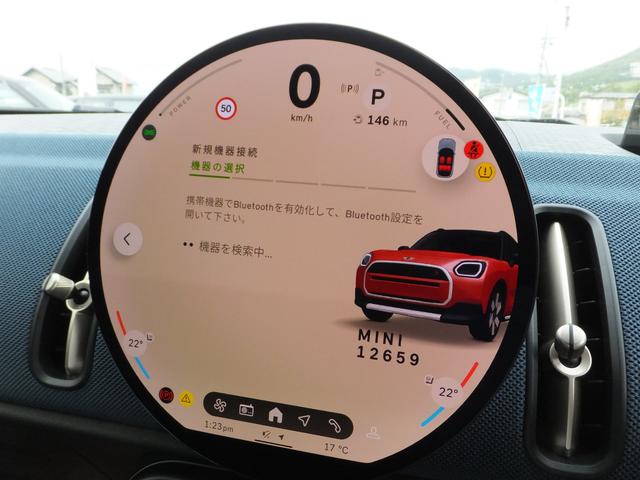 POWER
50
0
km/h
(P)
P
146 km
FUEL
新規機器接続
機器の選択
携帯機器でBluetoothを有効化して、Bluetooth設定を
開いて下さい。
機器を検索中...
MINI
12659
22°
22°
1:23pm
17 °C